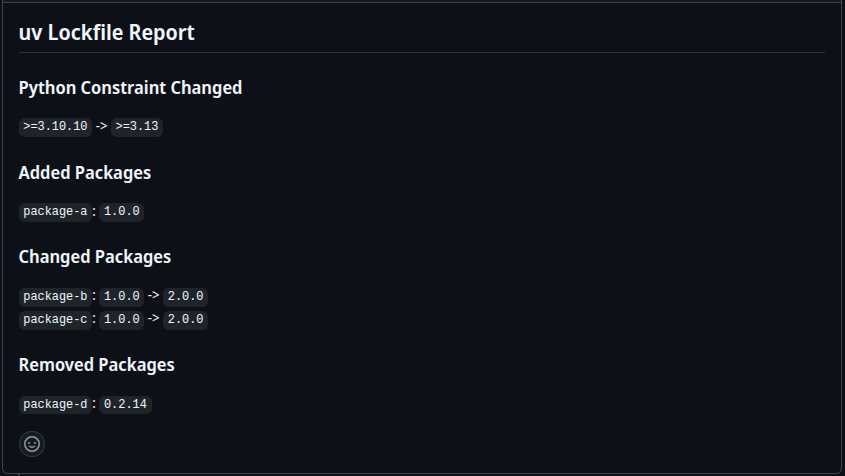 uv Lockfile Report
Python Constraint Changed
>=3.10.10 -> >=3.13
Added Packages
package-a: 1.0.0
Changed Packages
package-b: 1.0.0 -> 2.0.0
package-c: 1.0.0 -> 2.0.0
Removed Packages
package-d: 0.2.14